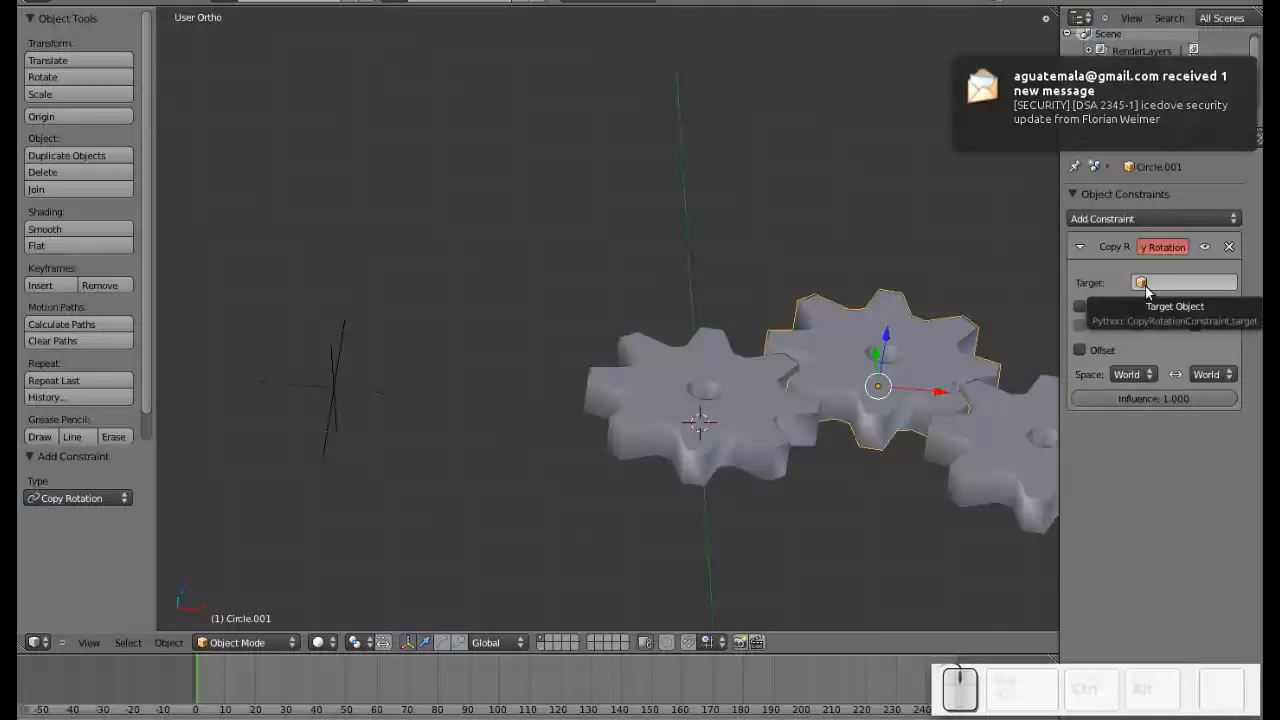 Object Tools
Transform:
Translate
Rotate
Scale
Origin
Object:
Duplicate Objects
Delete
Join
Shading:
Smooth
Flat
Keyframes:
Insert Remove
Motion Paths:
Calculate Paths
Clear Paths
Repeat:
Repeat Last
History...
Grease Pencil:
Draw Line Erase
Add Constraint
Type
Copy Rotation
User Ortho
(1) Circle.001
View Select Object Object Mode Global
-50 -40 -30 -20 -10 0 10 20 30 40 50 60 70 80 90 100 110 120 130 140 150 160 170 180 190 200 210 220 230 240
View Search All Scenes
Scene
RenderLayers
aguatemala@gmail.com received 1
new message
[SECURITY] [DSA 2345-1] icedove security
update from Florian Weimer
Circle.001
Object Constraints
Add Constraint
Copy R y Rotation
Target:
Target Object
Python: CopyRotationConstraint.target
Offset
Space: World World
Influence: 1.000
Ctrl Alt